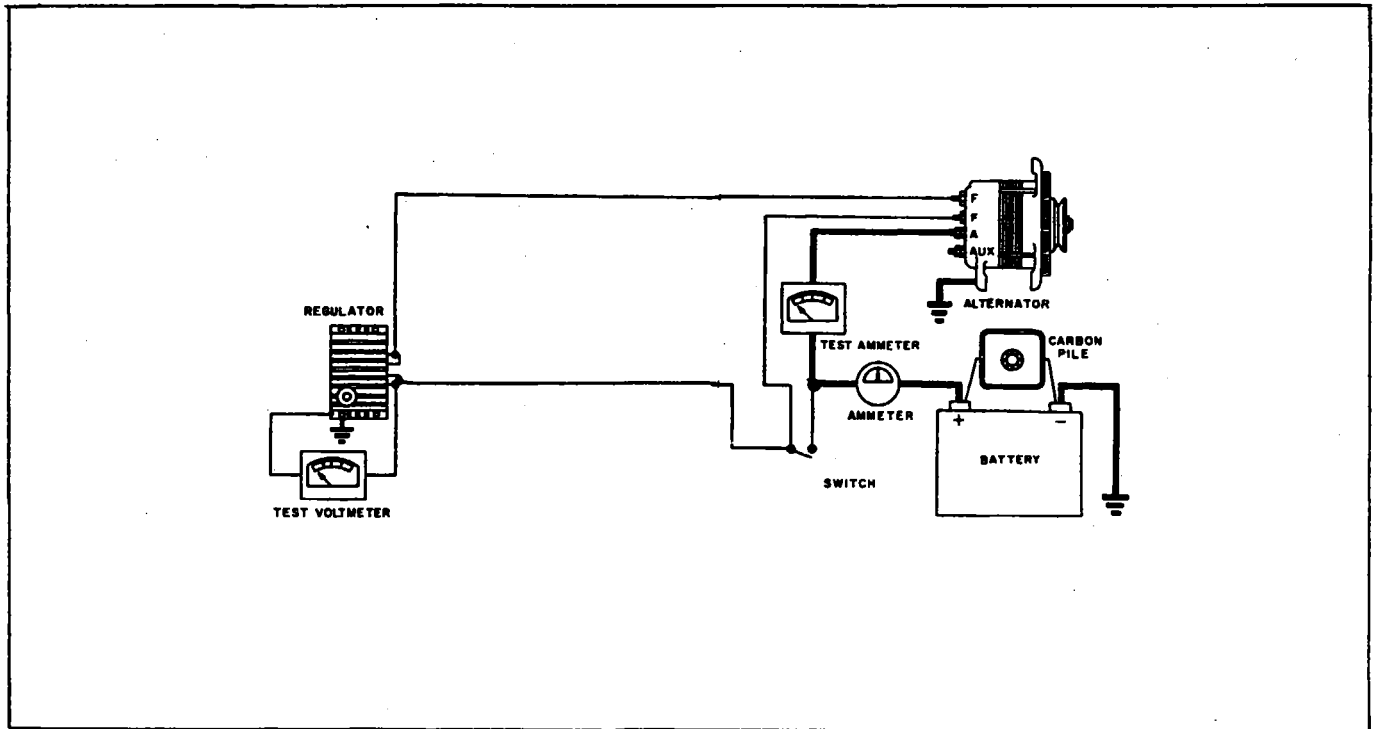 F
F
A
AUX
ALTERNATOR
REGULATOR
TEST AMMETER
CARBON
PILE
AMMETER
+
−
BATTERY
SWITCH
TEST VOLTMETER